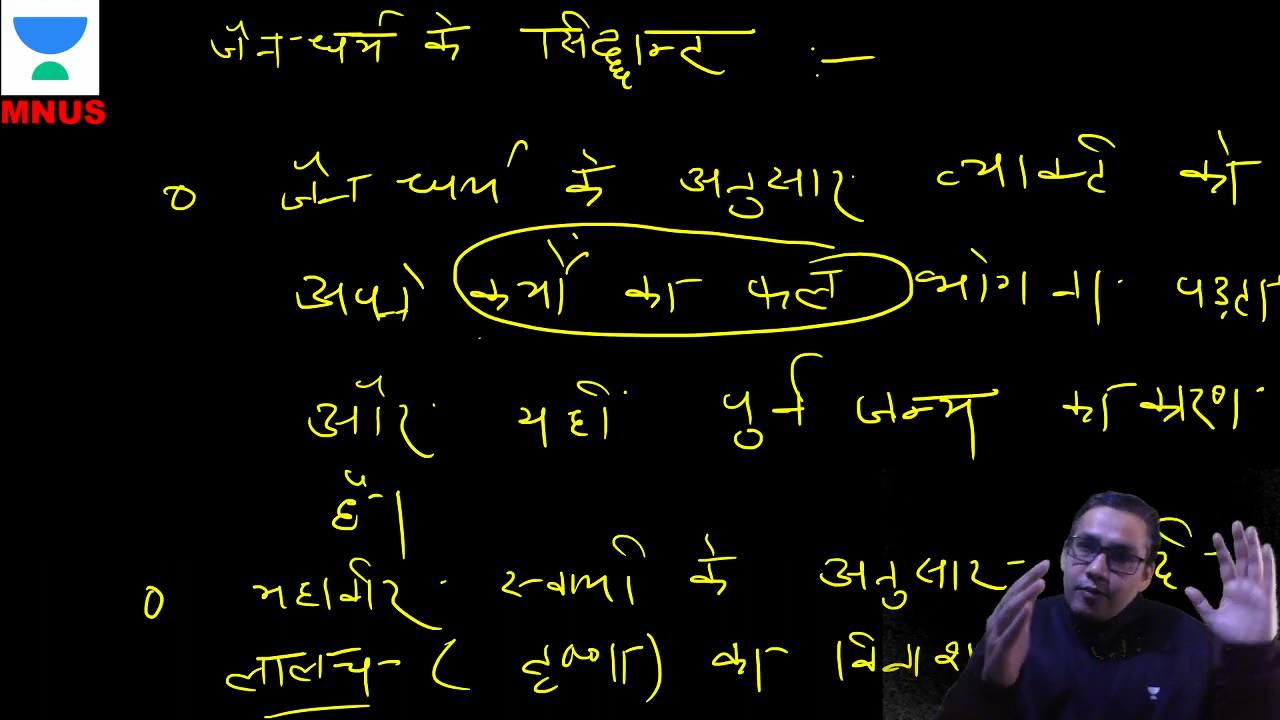 MNUS
जैन-धर्म के सिद्धान्त :-
० जैन धर्म के अनुसार व्यक्ति को
अपने कर्मों का फल भोगना पड़ता
और यही पुर्न जन्म का कारण
है।
० महावीर स्वामी के अनुसार
लालच (तृष्णा) का विनाश